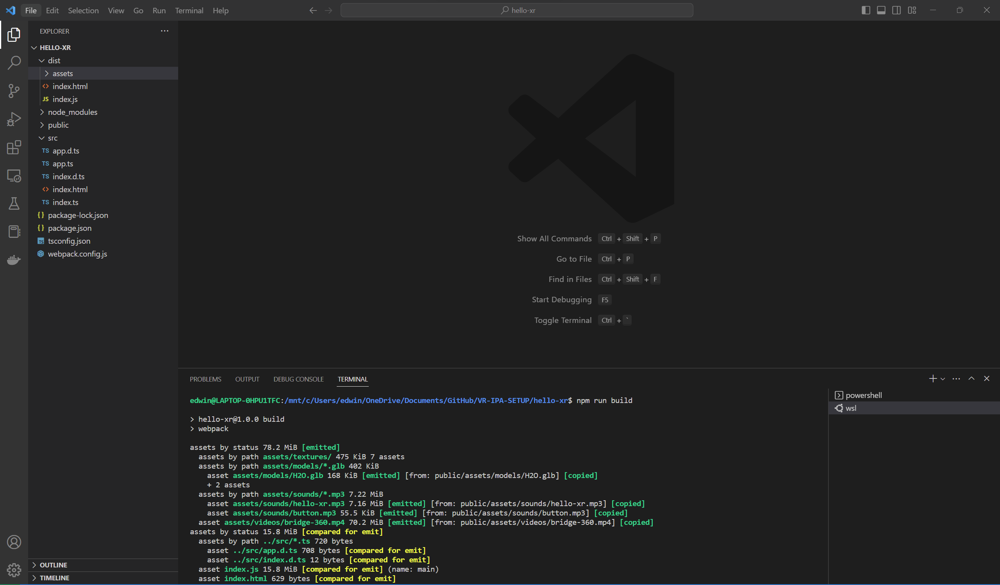 File Edit Selection View Go Run Terminal Help
hello-xr
EXPLORER
HELLO-XR
dist
assets
index.html
JS index.js
node_modules
public
src
TS app.d.ts
TS app.ts
TS index.d.ts
index.html
TS index.ts
{} package-lock.json
{} package.json
TS tsconfig.json
webpack.config.js
OUTLINE
TIMELINE
Show All Commands Ctrl + Shift + P
Go to File Ctrl + P
Find in Files Ctrl + Shift + F
Start Debugging F5
Toggle Terminal Ctrl + `
PROBLEMS OUTPUT DEBUG CONSOLE TERMINAL
powershell
wsl
edwin@LAPTOP-0HPU1TFC:/mnt/c/Users/edwin/OneDrive/Documents/GitHub/VR-IPA-SETUP/hello-xr$ npm run build
> hello-xr@1.0.0 build
> webpack
assets by status 78.2 MiB [emitted]
assets by path assets/textures/ 475 KiB 7 assets
assets by path assets/models/*.glb 402 KiB
asset assets/models/H2O.glb 168 KiB [emitted] [from: public/assets/models/H2O.glb] [copied]
+ 2 assets
assets by path assets/sounds/*.mp3 7.22 MiB
asset assets/sounds/hello-xr.mp3 7.16 MiB [emitted] [from: public/assets/sounds/hello-xr.mp3] [copied]
asset assets/sounds/button.mp3 55.5 KiB [emitted] [from: public/assets/sounds/button.mp3] [copied]
asset assets/videos/bridge-360.mp4 70.2 MiB [emitted] [from: public/assets/videos/bridge-360.mp4] [copied]
assets by status 15.8 MiB [compared for emit]
assets by path ../src/*.ts 720 bytes
asset ../src/app.d.ts 708 bytes [compared for emit]
asset ../src/index.d.ts 12 bytes [compared for emit]
asset index.js 15.8 MiB [compared for emit] (name: main)
asset index.html 629 bytes [compared for emit]